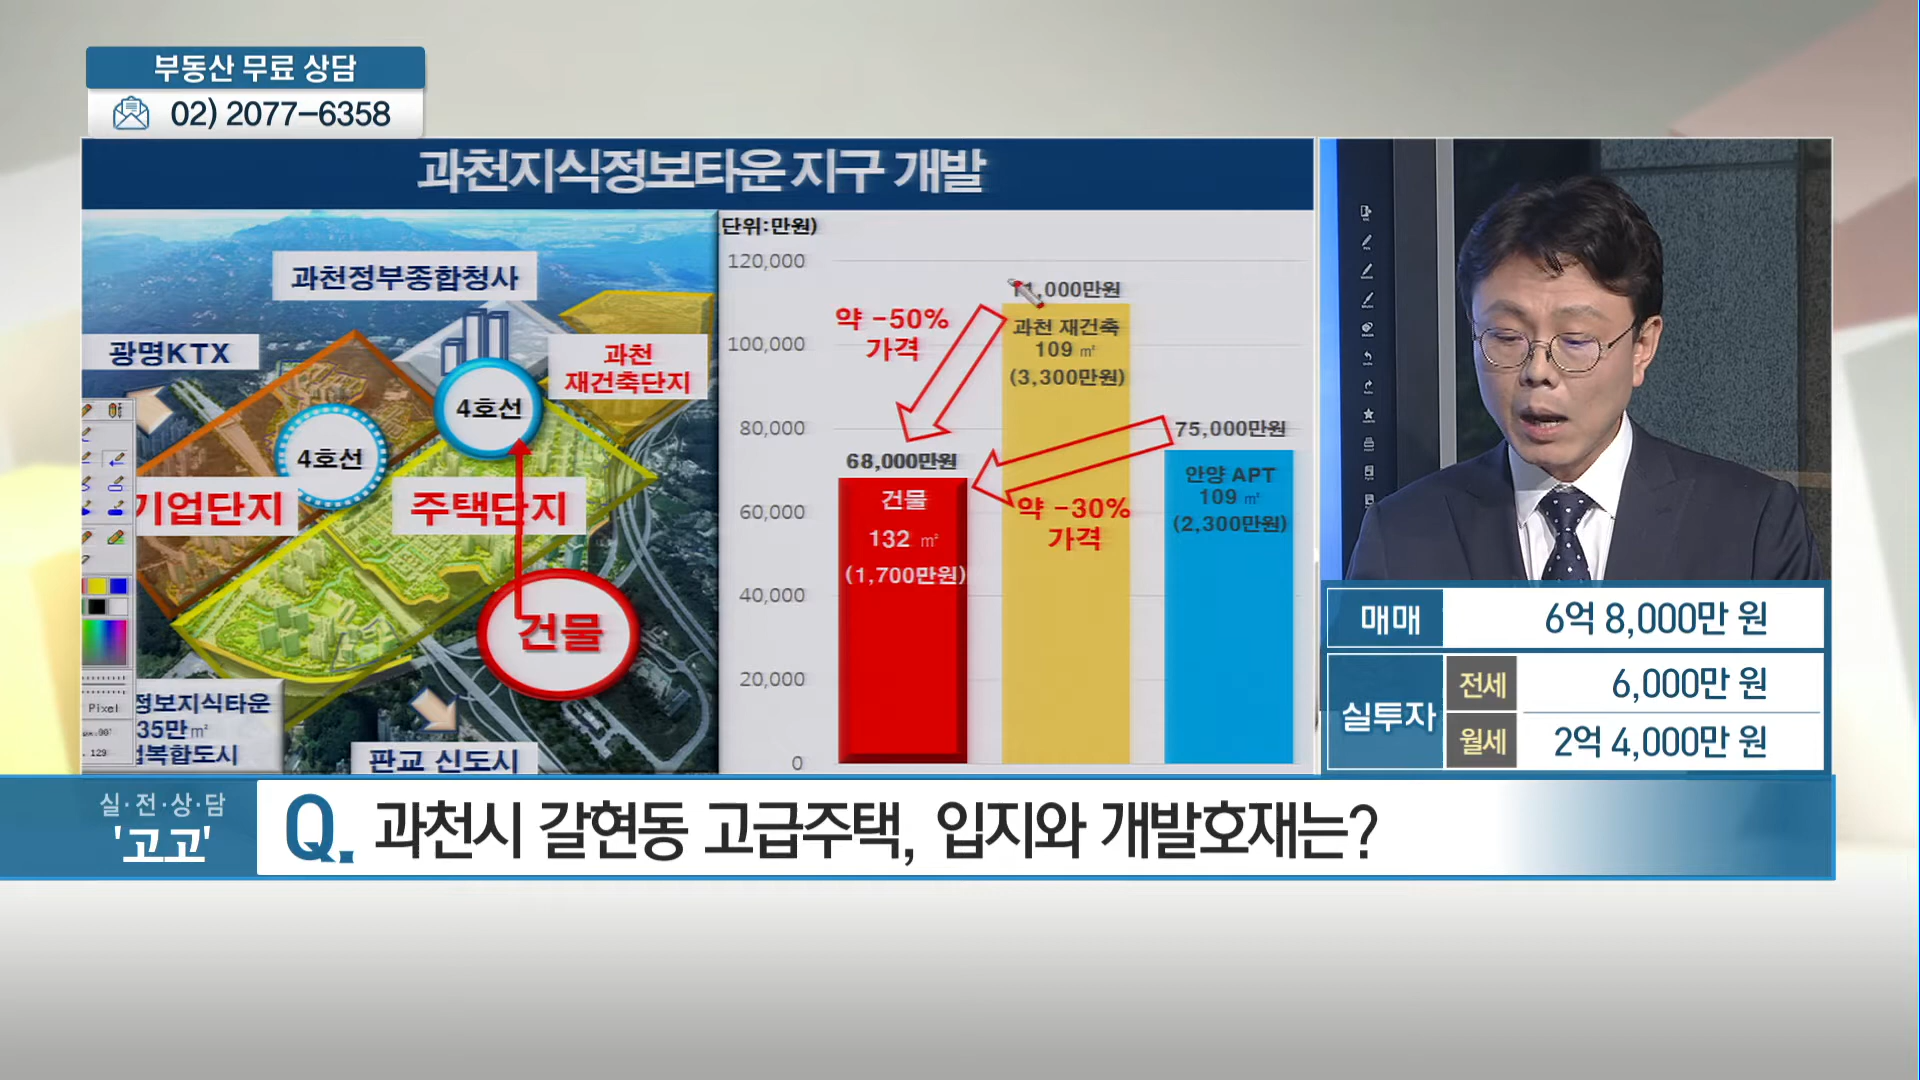 부동산 무료 상담
02) 2077-6358
과천지식정보타운 지구 개발
과천정부종합청사
광명KTX
과천
재건축단지
4호선
4호선
기업단지
주택단지
건물
정보지식타운
35만㎡
복합도시
판교 신도시
Pixel
(단위:만원)
120,000
100,000
80,000
60,000
40,000
20,000
0
약 -50%
가격
,000만원
과천 재건축
109 ㎡
(3,300만원)
68,000만원
건물
132 ㎡
(1,700만원)
약 -30%
가격
75,000만원
안양 APT
109 ㎡
(2,300만원)
매매 6억 8,000만 원
실투자
전세 6,000만 원
월세 2억 4,000만 원
실·전·상·담
'고고'
Q. 과천시 갈현동 고급주택, 입지와 개발호재는?